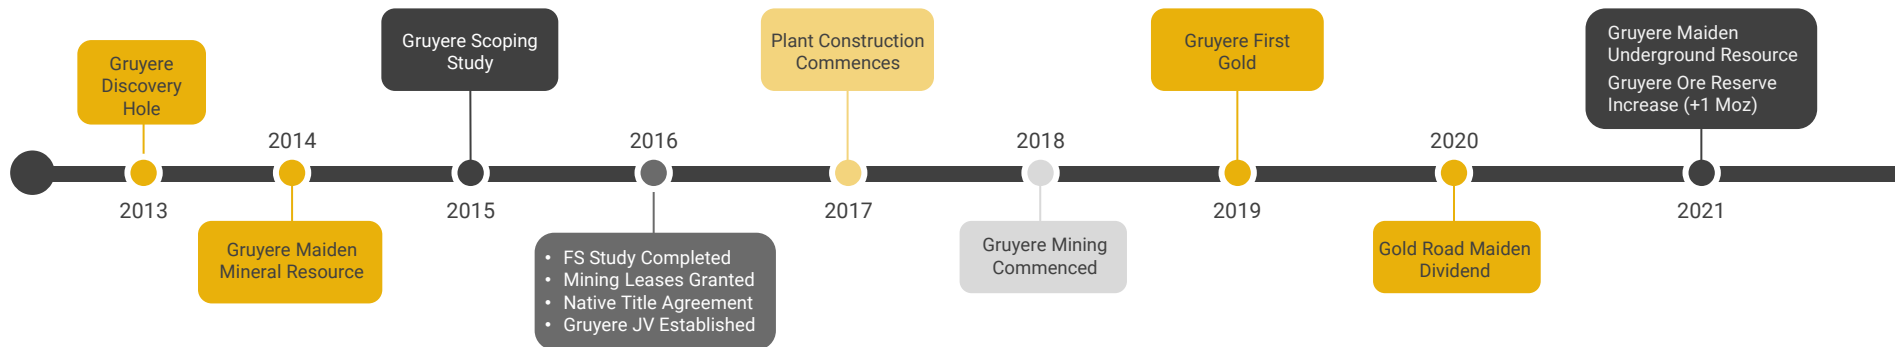 Gruyere
Discovery
Hole
2013
2014
Gruyere Maiden
Mineral Resource
Gruyere Scoping
Study
2015
2016
• FS Study Completed
• Mining Leases Granted
• Native Title Agreement
• Gruyere JV Established
Plant Construction
Commences
2017
2018
Gruyere Mining
Commenced
Gruyere First
Gold
2019
2020
Gold Road Maiden
Dividend
Gruyere Maiden
Underground Resource
Gruyere Ore Reserve
Increase (+1 Moz)
2021